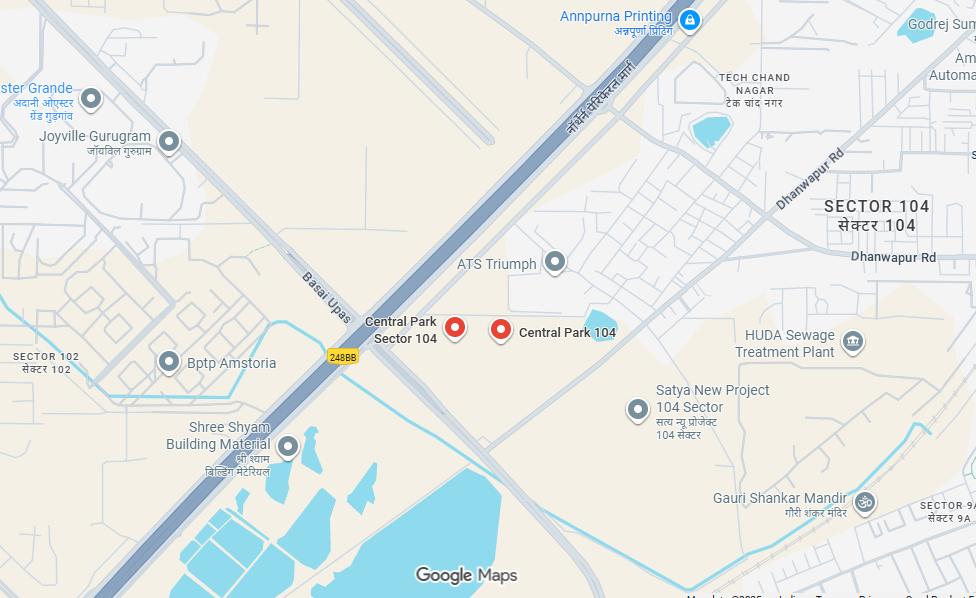 Annpurna Printing
अन्नपूर्णा प्रिंटिंग
Godrej Sum
ster Grande
अदानी ओएस्टर
ग्रेंड गुडगांव
TECH CHAND
NAGAR
टेक चांद नगर
Am
Automa
नॉर्थर्न पेरिफेरल मार्ग
Joyville Gurugram
जॉयविल गुरुग्राम
Dhanwapur Rd
SECTOR 104
सेक्टर 104
Dhanwapur Rd
ATS Triumph
Basai Upas
Central Park
Sector 104
Central Park 104
248BB
HUDA Sewage
Treatment Plant
SECTOR 102
सेक्टर 102
Bptp Amstoria
Satya New Project
104 Sector
सत्य न्यू प्रोजेक्ट
104 सेक्टर
Shree Shyam
Building Material
श्री श्याम
बिल्डिंग मेटेरियल
Gauri Shankar Mandir
गौरी शंकर मंदिर
SECTOR 9A
सेक्टर 9A
Google Maps